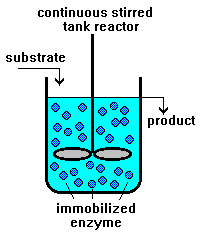 continuous stirred
tank reactor
substrate
product
immobilized
enzyme